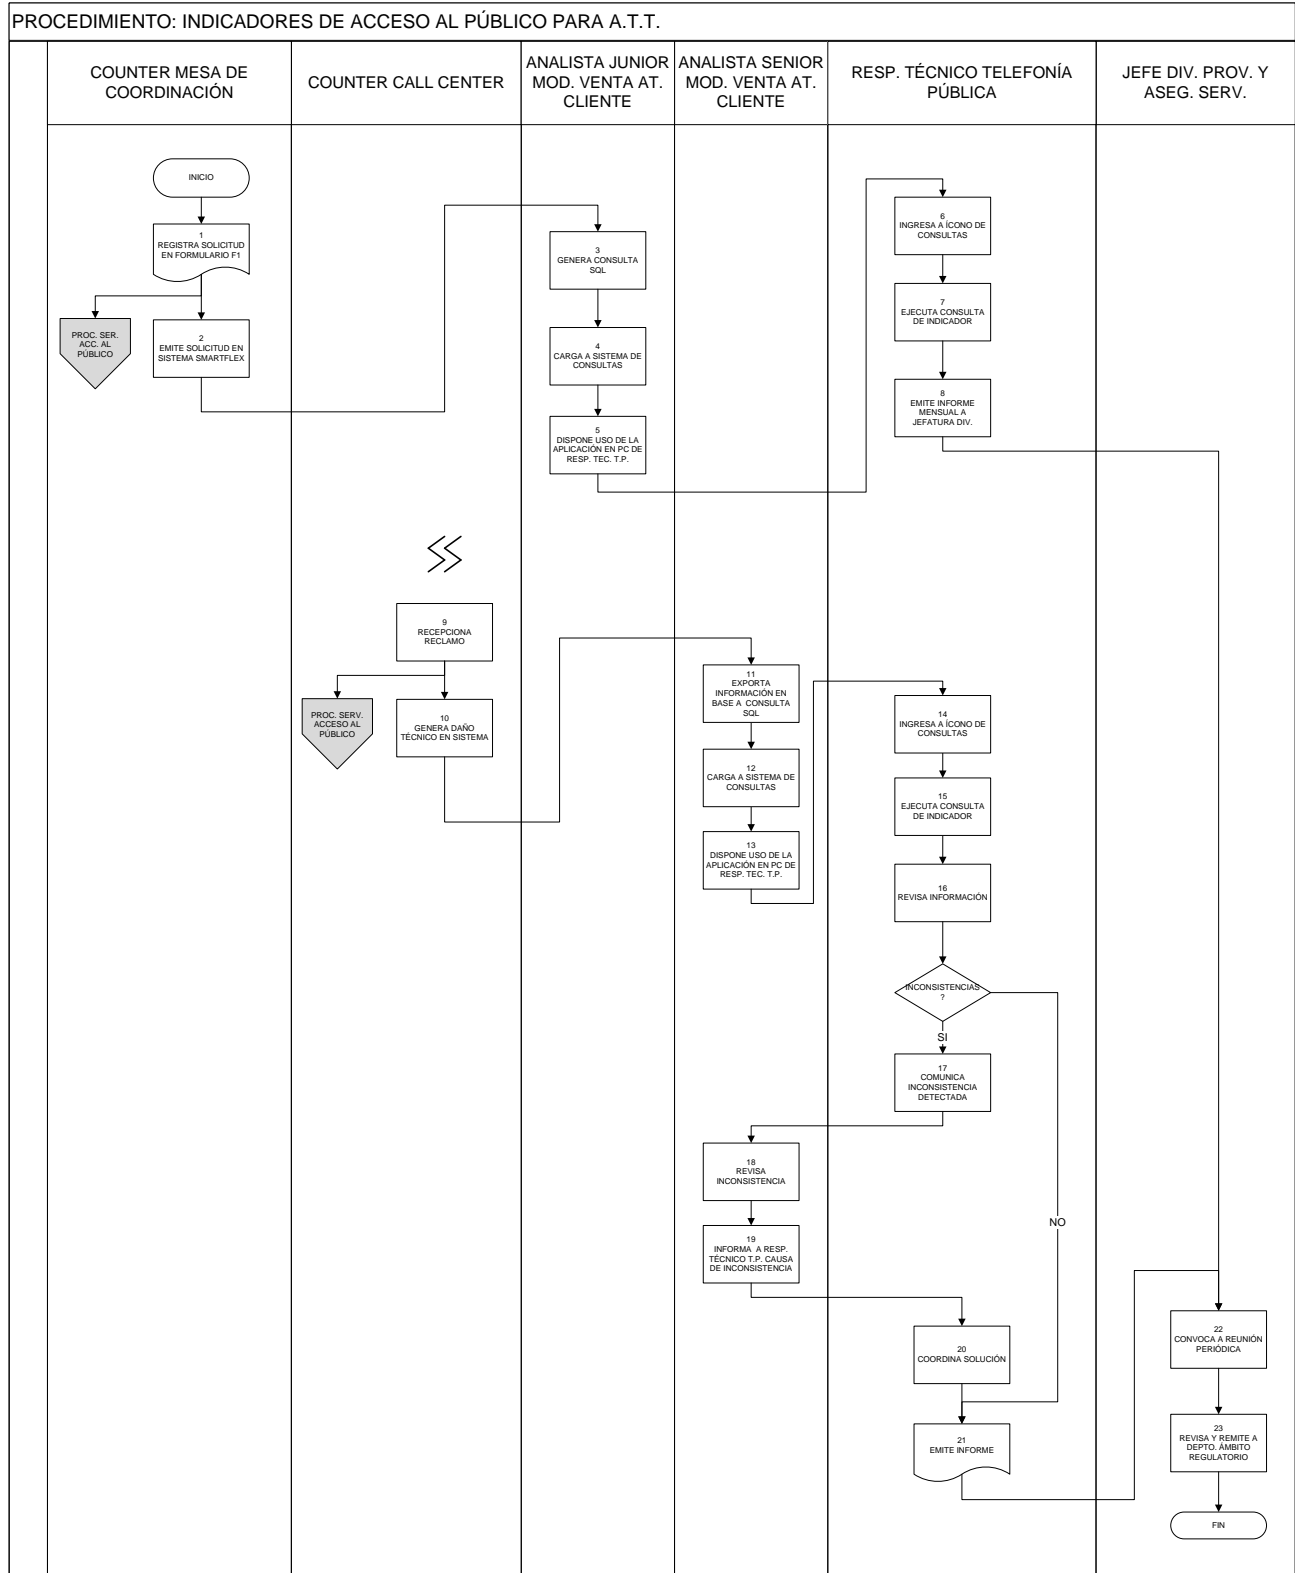 PROCEDIMIENTO: INDICADORES DE ACCESO AL PÚBLICO PARA A.T.T.
COUNTER MESA DE
COORDINACIÓN
COUNTER CALL CENTER
ANALISTA JUNIOR
MOD. VENTA AT.
CLIENTE
ANALISTA SENIOR
MOD. VENTA AT.
CLIENTE
RESP. TÉCNICO TELEFONÍA
PÚBLICA
JEFE DIV. PROV. Y
ASEG. SERV.
INICIO
1
REGISTRA SOLICITUD
EN FORMULARIO F1
PROC. SER.
ACC. AL
PÚBLICO
2
EMITE SOLICITUD EN
SISTEMA SMARTFLEX
3
GENERA CONSULTA
SQL
4
CARGA A SISTEMA DE
CONSULTAS
5
DISPONE USO DE LA
APLICACIÓN EN PC DE
RESP. TEC. T.P.
6
INGRESA A ÍCONO DE
CONSULTAS
7
EJECUTA CONSULTA
DE INDICADOR
8
EMITE INFORME
MENSUAL A
JEFATURA DIV.
9
RECEPCIONA
RECLAMO
PROC. SERV.
ACCESO AL
PÚBLICO
10
GENERA DAÑO
TÉCNICO EN SISTEMA
11
EXPORTA
INFORMACIÓN EN
BASE A CONSULTA
SQL
12
CARGA A SISTEMA DE
CONSULTAS
13
DISPONE USO DE LA
APLICACIÓN EN PC DE
RESP. TEC. T.P.
14
INGRESA A ÍCONO DE
CONSULTAS
15
EJECUTA CONSULTA
DE INDICADOR
16
REVISA INFORMACIÓN
INCONSISTENCIAS
?
SI
NO
17
COMUNICA
INCONSISTENCIA
DETECTADA
18
REVISA
INCONSISTENCIA
19
INFORMA A RESP.
TÉCNICO T.P. CAUSA
DE INCONSISTENCIA
20
COORDINA SOLUCIÓN
21
EMITE INFORME
22
CONVOCA A REUNIÓN
PERIÓDICA
23
REVISA Y REMITE A
DEPTO. ÁMBITO
REGULATORIO
FIN